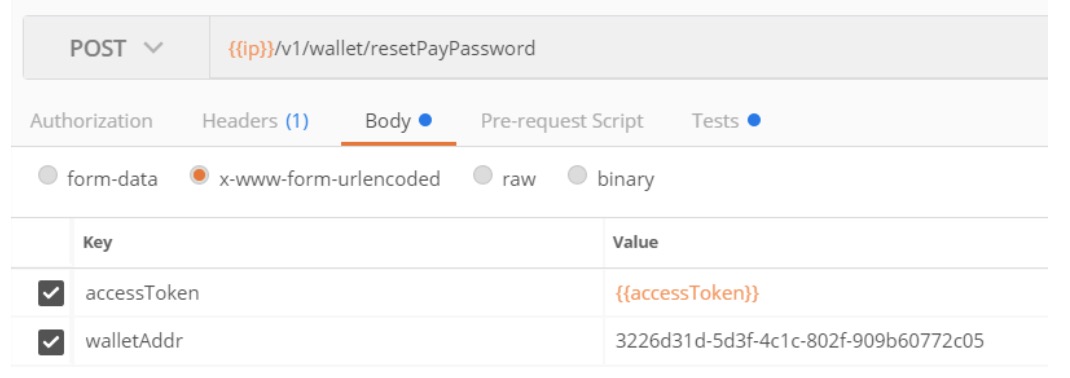 POST {{ip}}/v1/wallet/resetPayPassword
Authorization Headers (1) Body Pre-request Script Tests
form-data x-www-form-urlencoded raw binary
Key Value
accessToken {{accessToken}}
walletAddr 3226d31d-5d3f-4c1c-802f-909b60772c05